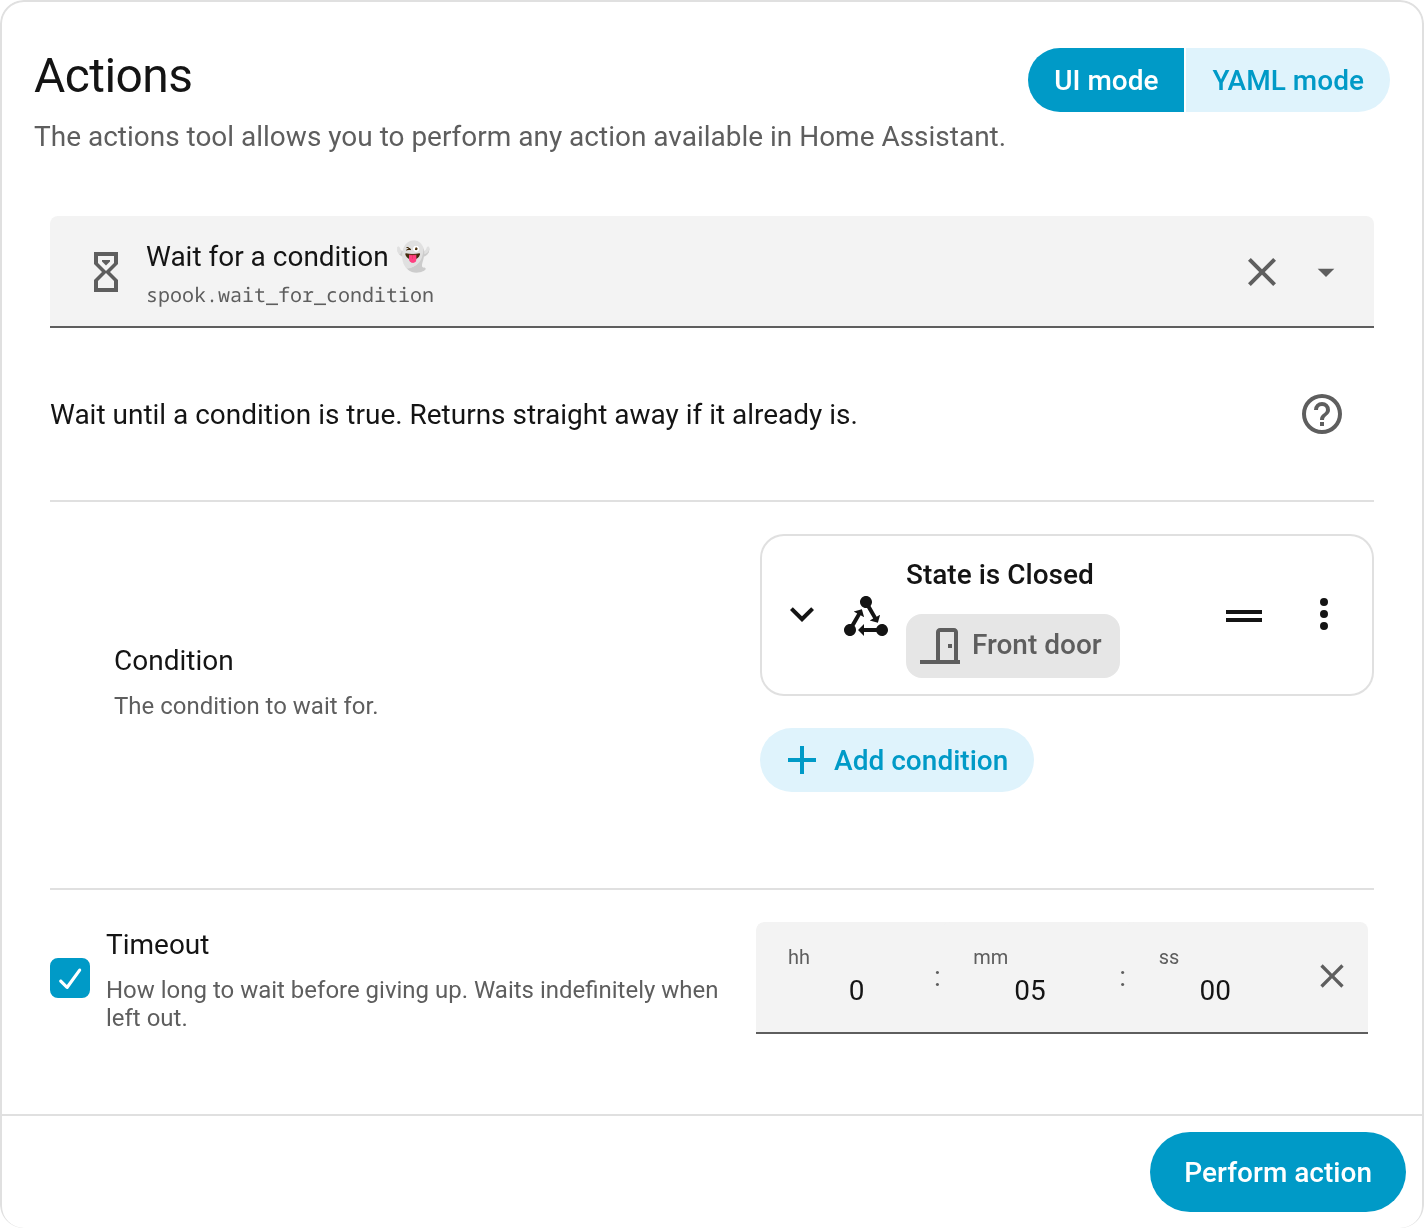 Actions
UI mode
YAML mode
The actions tool allows you to perform any action available in Home Assistant.
Wait for a condition 👻
spook.wait_for_condition
Wait until a condition is true. Returns straight away if it already is.
State is Closed
Front door
Condition
The condition to wait for.
Add condition
Timeout
How long to wait before giving up. Waits indefinitely when
left out.
hh
mm
ss
0 : 05 : 00
Perform action